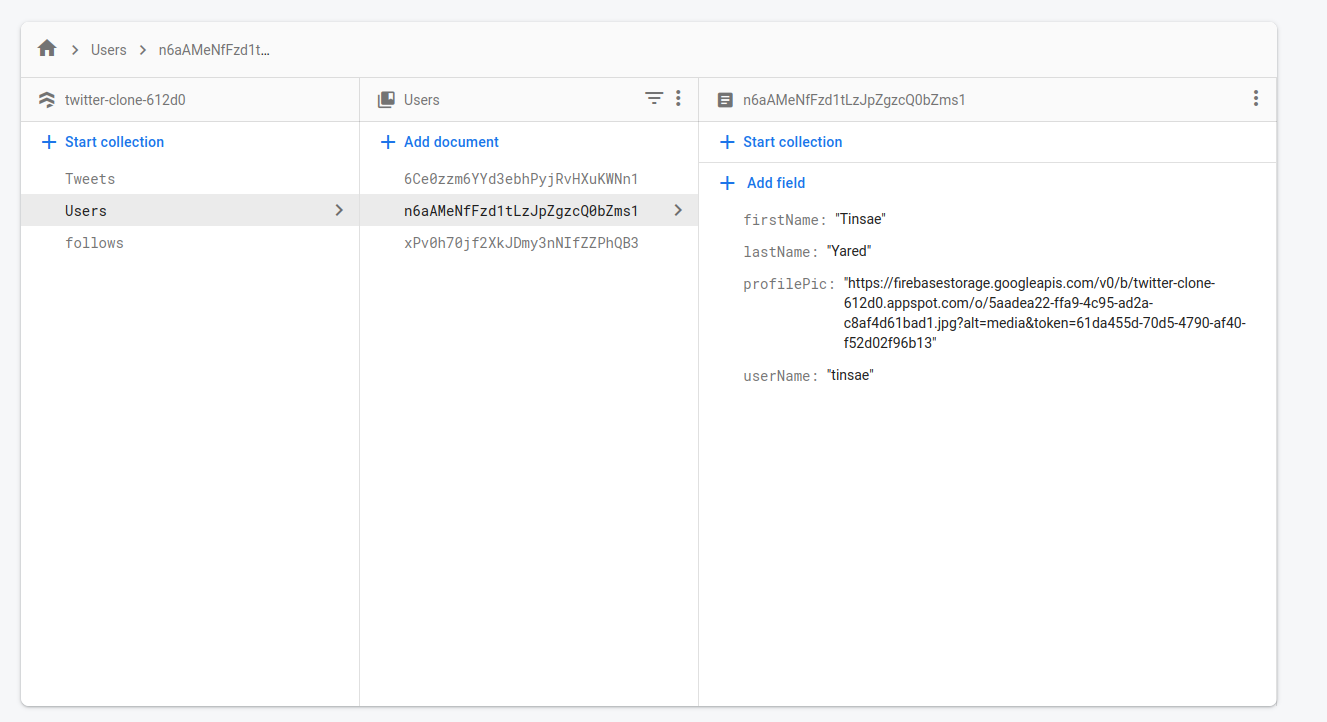 Users
n6aAMeNfFzd1t...
twitter-clone-612d0
Users
n6aAMeNfFzd1tLzJpZgzcQ0bZms1
Start collection
Add document
Start collection
Tweets
Users
follows
6Ce0zzm6YYd3ebhPyjRvHXuKWNn1
n6aAMeNfFzd1tLzJpZgzcQ0bZms1
xPv0h70jf2XkJDmy3nNIfZZPhQB3
Add field
firstName: "Tinsae"
lastName: "Yared"
profilePic: "https://firebasestorage.googleapis.com/v0/b/twitter-clone-
612d0.appspot.com/o/5aadea22-ffa9-4c95-ad2a-
c8af4d61bad1.jpg?alt=media&token=61da455d-70d5-4790-af40-
f52d02f96b13"
userName: "tinsae"